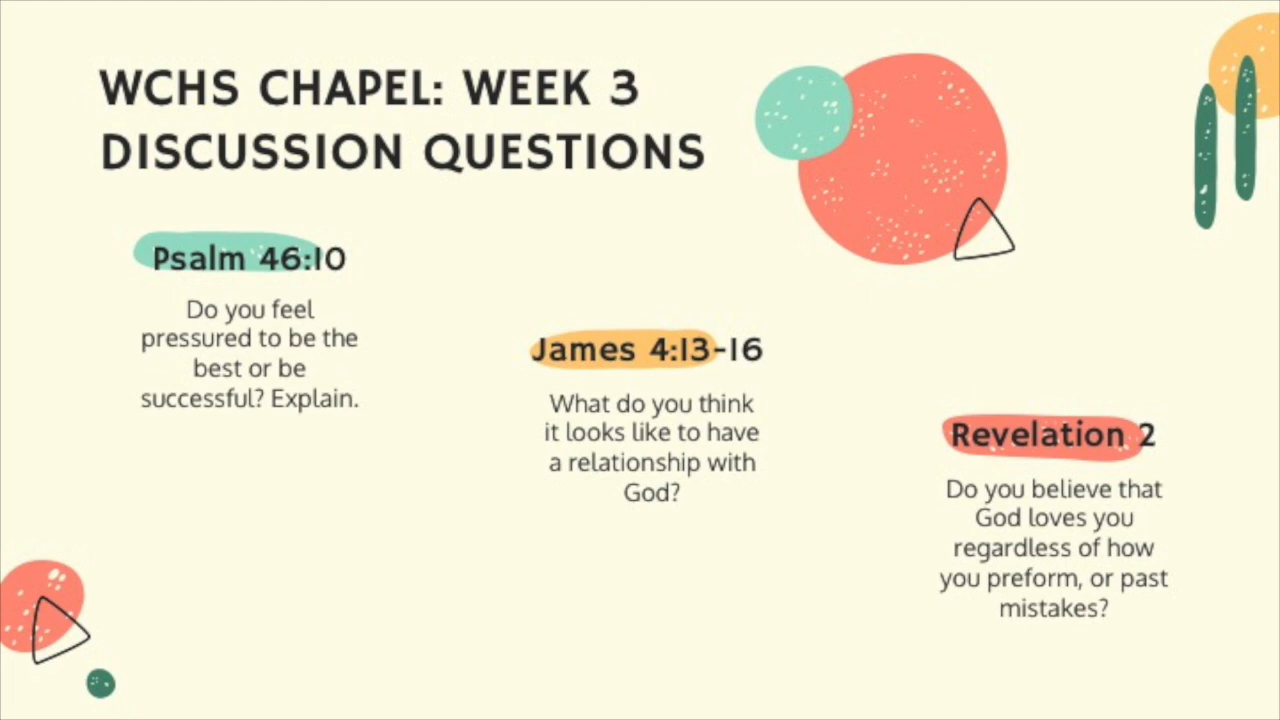 WCHS CHAPEL: WEEK 3
DISCUSSION QUESTIONS
Psalm 46:10
Do you feel
pressured to be the
best or be
successful? Explain.
James 4:13-16
What do you think
it looks like to have
a relationship with
God?
Revelation 2
Do you believe that
God loves you
regardless of how
you preform, or past
mistakes?